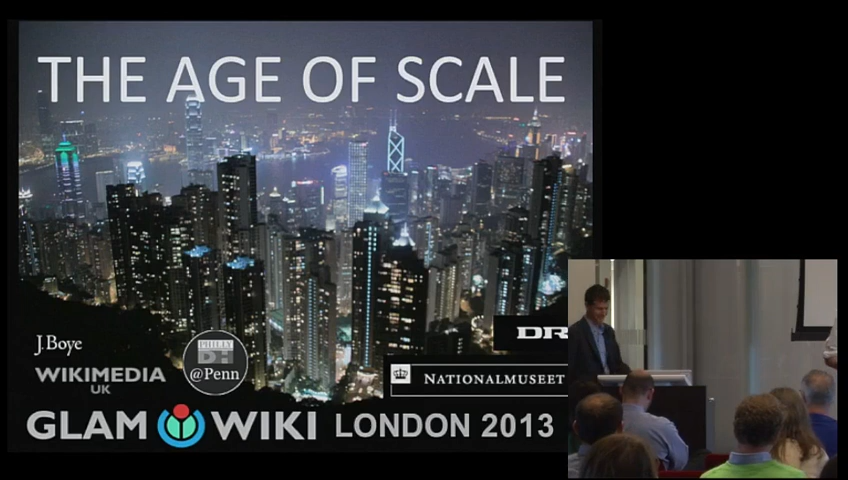 THE AGE OF SCALE
J.Boye
PHILLY
DH
@Penn
WIKIMEDIA
UK
DR
NATIONALMUSEET
GLAM WIKI LONDON 2013